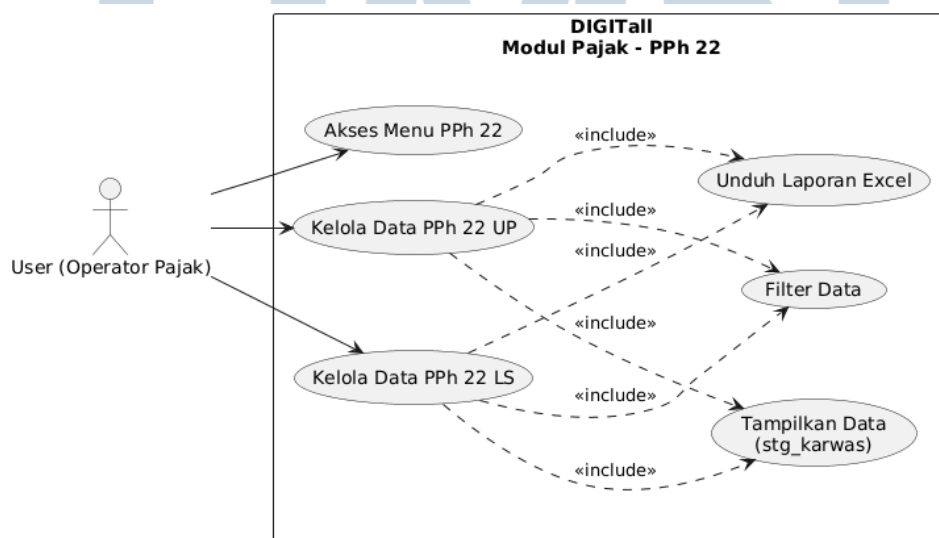 DIGITall
Modul Pajak - PPh 22
Akses Menu PPh 22
«include»
Unduh Laporan Excel
«include»
Kelola Data PPh 22 UP
«include»
User (Operator Pajak)
Filter Data
«include»
Kelola Data PPh 22 LS
«include»
Tampilkan Data
(stg_karwas)
«include»